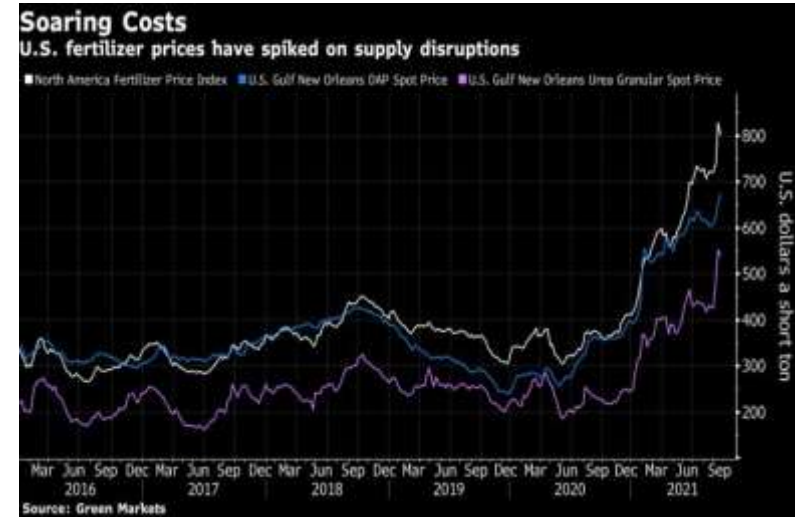 Soaring Costs
U.S. fertilizer prices have spiked on supply disruptions
North America Fertilizer Price Index U.S. Gulf New Orleans DAP Spot Price U.S. Gulf New Orleans Urea Granular Spot Price
800
700
600
500
400
300
200
U.S. dollars a short ton
Mar Jun Sep Dec Mar Jun Sep Dec Mar Jun Sep Dec Mar Jun Sep Dec Mar Jun Sep Dec Mar Jun Sep
2016 2017 2018 2019 2020 2021
Source: Green Markets